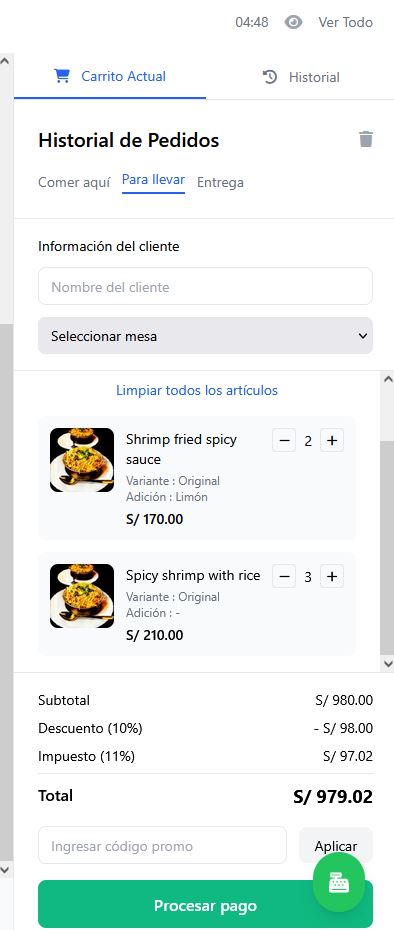 04:48 Ver Todo
Carrito Actual Historial
Historial de Pedidos
Comer aquí Para llevar Entrega
Información del cliente
Nombre del cliente
Seleccionar mesa
Limpiar todos los artículos
Shrimp fried spicy
sauce
2
Variante : Original
Adición : Limón
S/ 170.00
Spicy shrimp with rice
3
Variante : Original
Adición : -
S/ 210.00
Subtotal S/ 980.00
Descuento (10%) - S/ 98.00
Impuesto (11%) S/ 97.02
Total S/ 979.02
Ingresar código promo Aplicar
Procesar pago